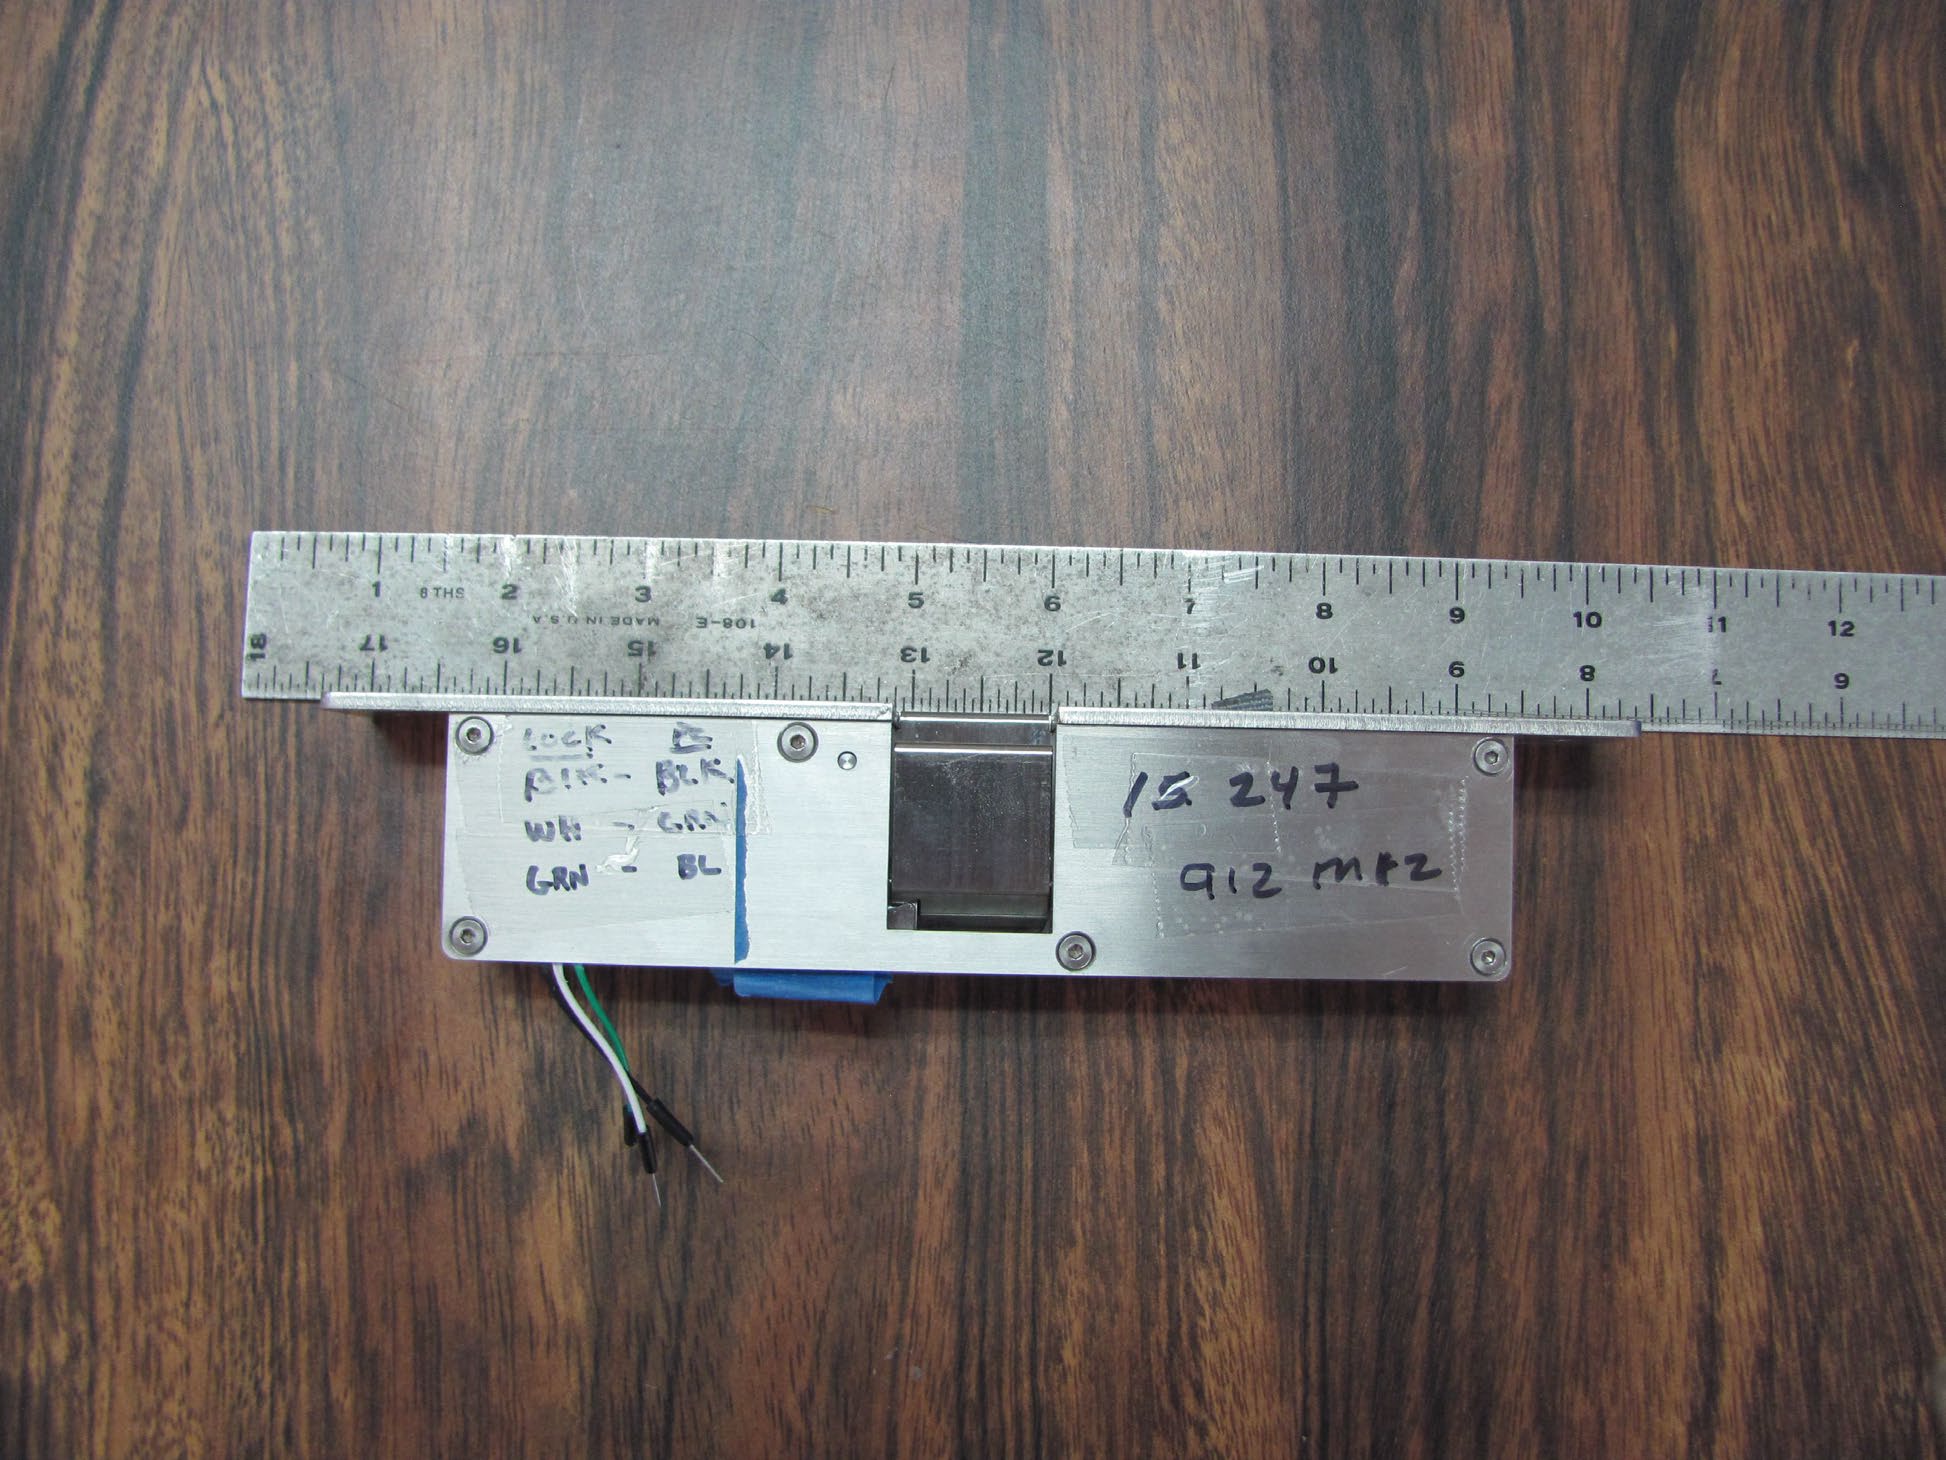 1 8 THS 2 3 4 5 6 7 8 9 10 11 12
MADE IN U.S.A. 108-E
18 17 16 15 14 13 12 11 10 9 8 7 6
LOCK
BLK - BLK
WH - GRN
GRN - BL
15 247
912 MHZ